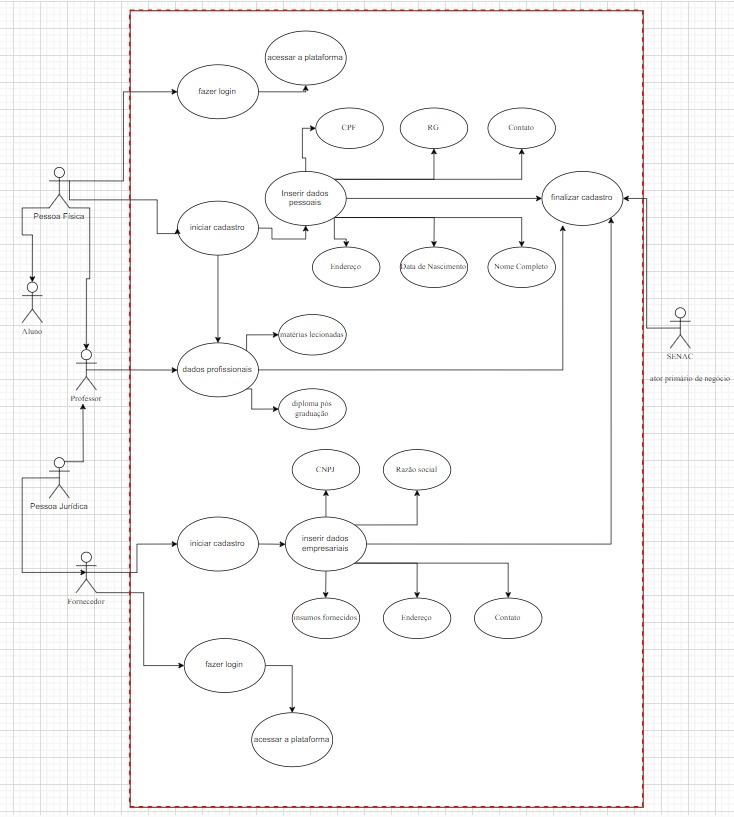 acessar a plataforma
fazer login
CPF
RG
Contato
Inserir dados
pessoais
finalizar cadastro
Pessoa Física
iniciar cadastro
Endereço
Data de Nascimento
Nome Completo
Aluno
matérias lecionadas
SENAC
dados profissionais
ator primário de negócio
Professor
diploma pós
graduação
CNPJ
Razão social
Pessoa Jurídica
iniciar cadastro
inserir dados
empresariais
Fornecedor
insumos fornecidos
Endereço
Contato
fazer login
acessar a plataforma